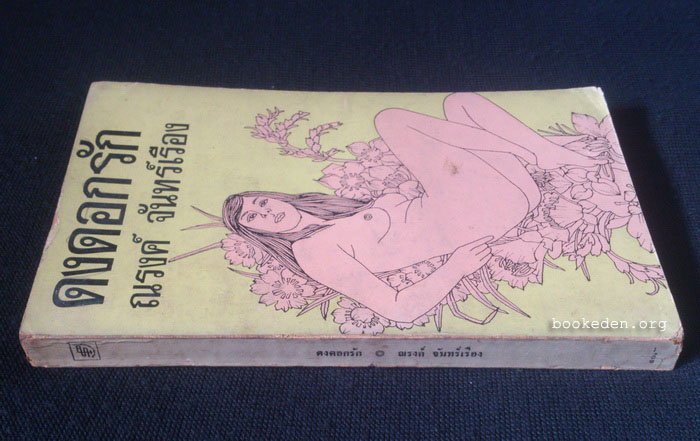 ดงดอกรัก
ณรงค์ จันทร์เรือง
ดงดอกรัก ณรงค์ จันทร์เรือง
bookeden.org